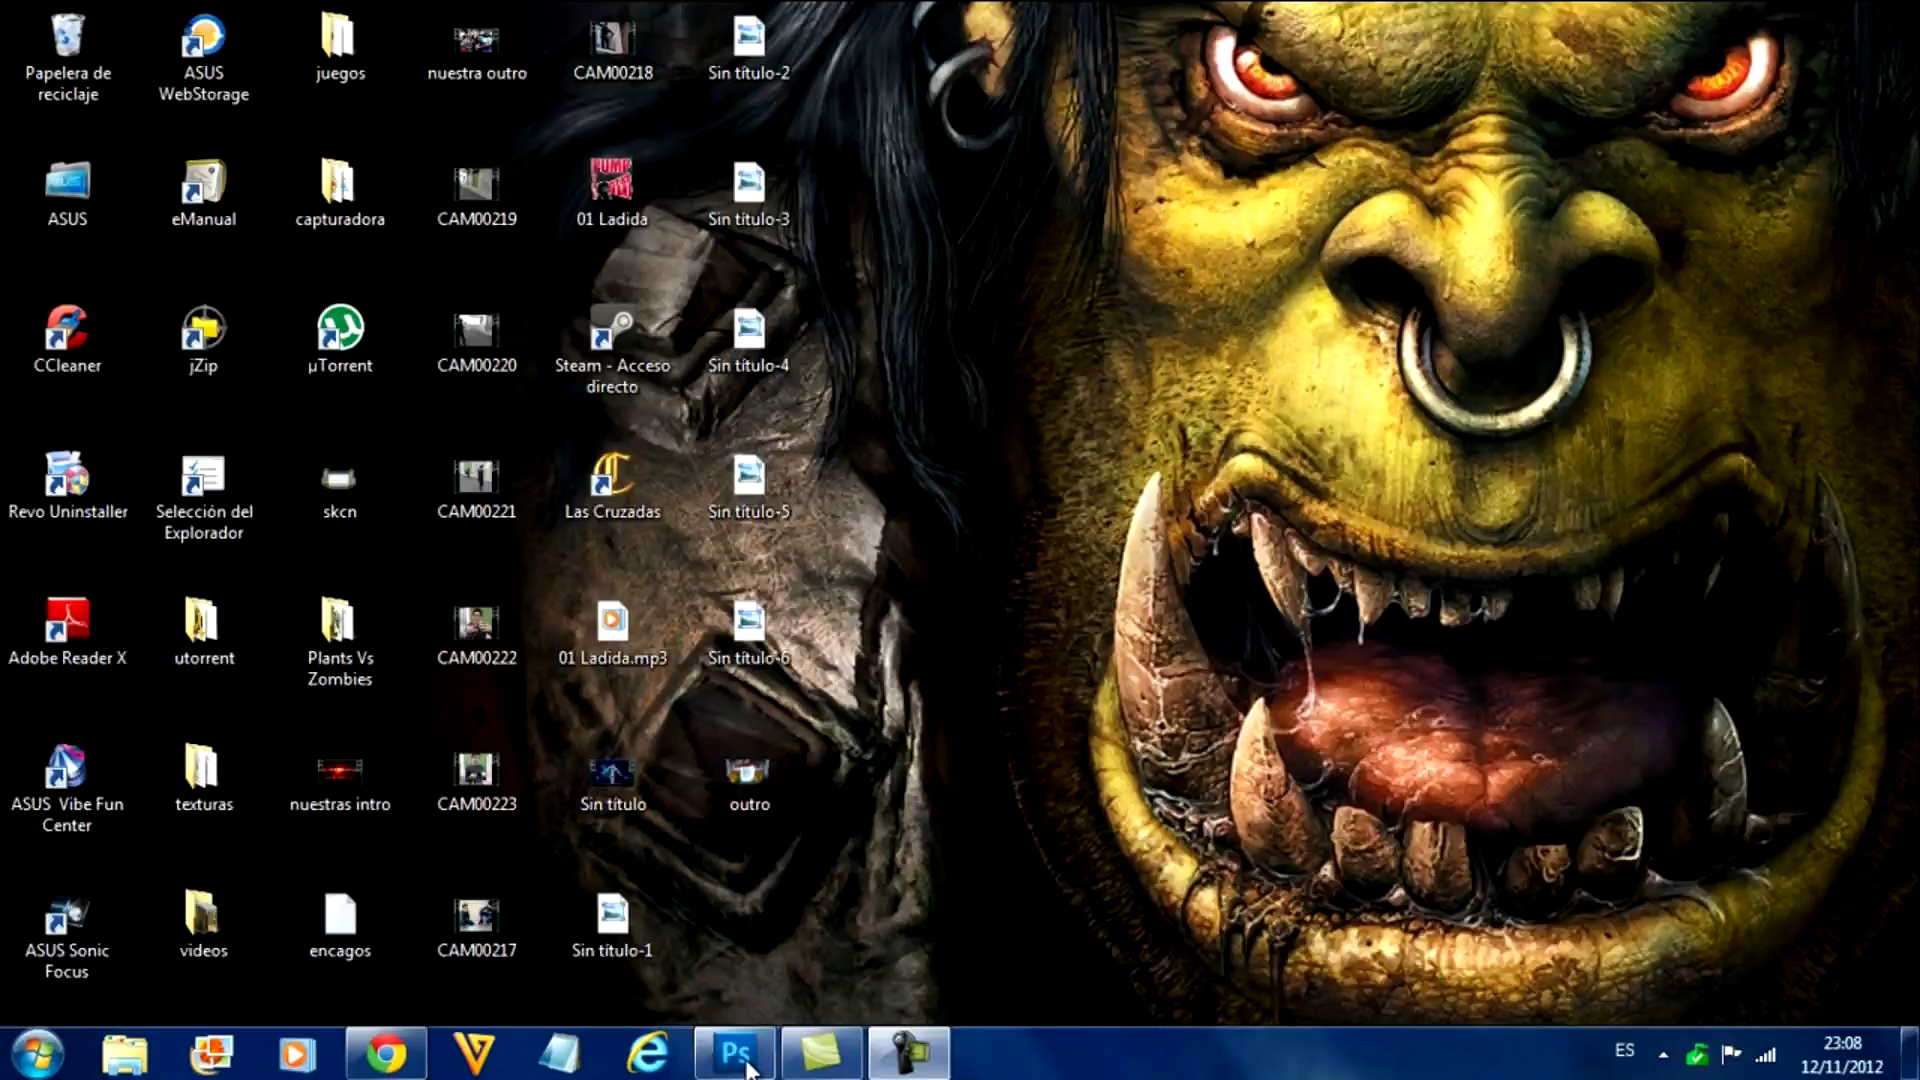 Papelera de
reciclaje
ASUS
WebStorage
juegos
nuestra outro
CAM00218
Sin título-2
ASUS
eManual
capturadora
CAM00219
PUMP
01 Ladida
Sin título-3
CCleaner
jZip
µTorrent
CAM00220
Steam - Acceso
directo
Sin título-4
Revo Uninstaller
Selección del
Explorador
skcn
CAM00221
Las Cruzadas
Sin título-5
Adobe Reader X
utorrent
Plants Vs
Zombies
CAM00222
01 Ladida.mp3
Sin título-6
ASUS Vibe Fun
Center
texturas
nuestras intro
CAM00223
Sin título
outro
ASUS Sonic
Focus
videos
encagos
CAM00217
Sin título-1
Ps
ES
23:08
12/11/2012